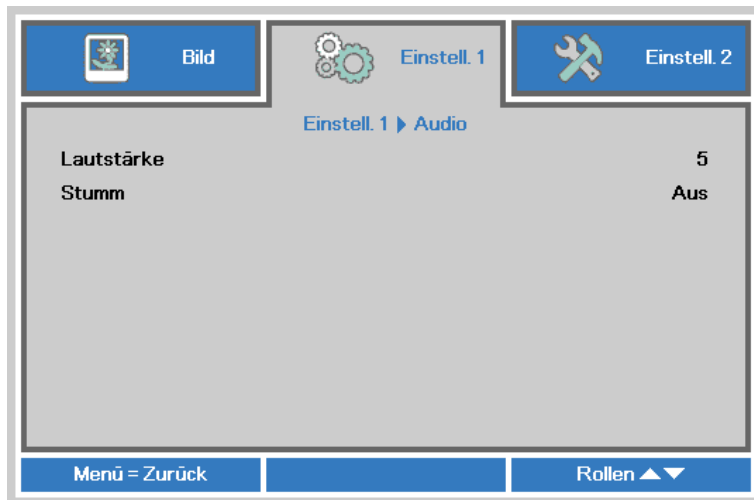 Bild
Einstell. 1
Einstell. 2
Einstell. 1 ▶ Audio
Lautstärke 5
Stumm Aus
Menü = Zurück
Rollen ▲▼